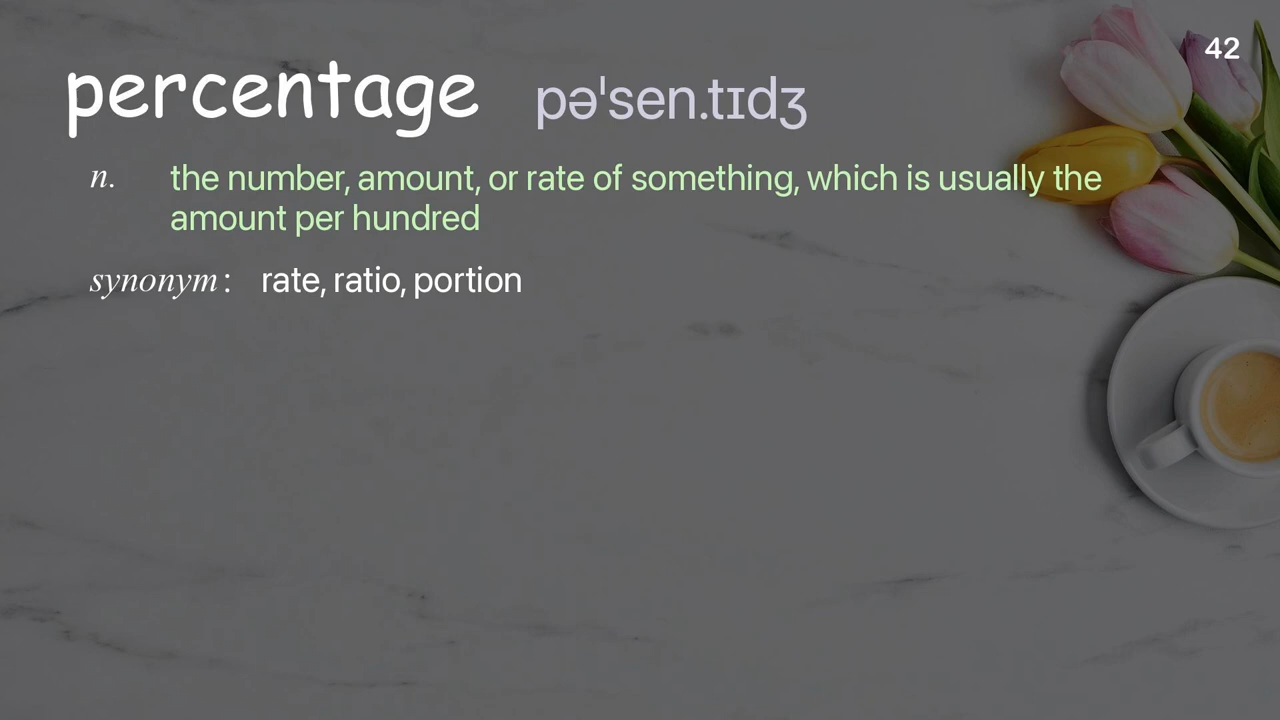 42
percentage pəˈsen.tɪdʒ
n. the number, amount, or rate of something, which is usually the
amount per hundred
synonym: rate, ratio, portion